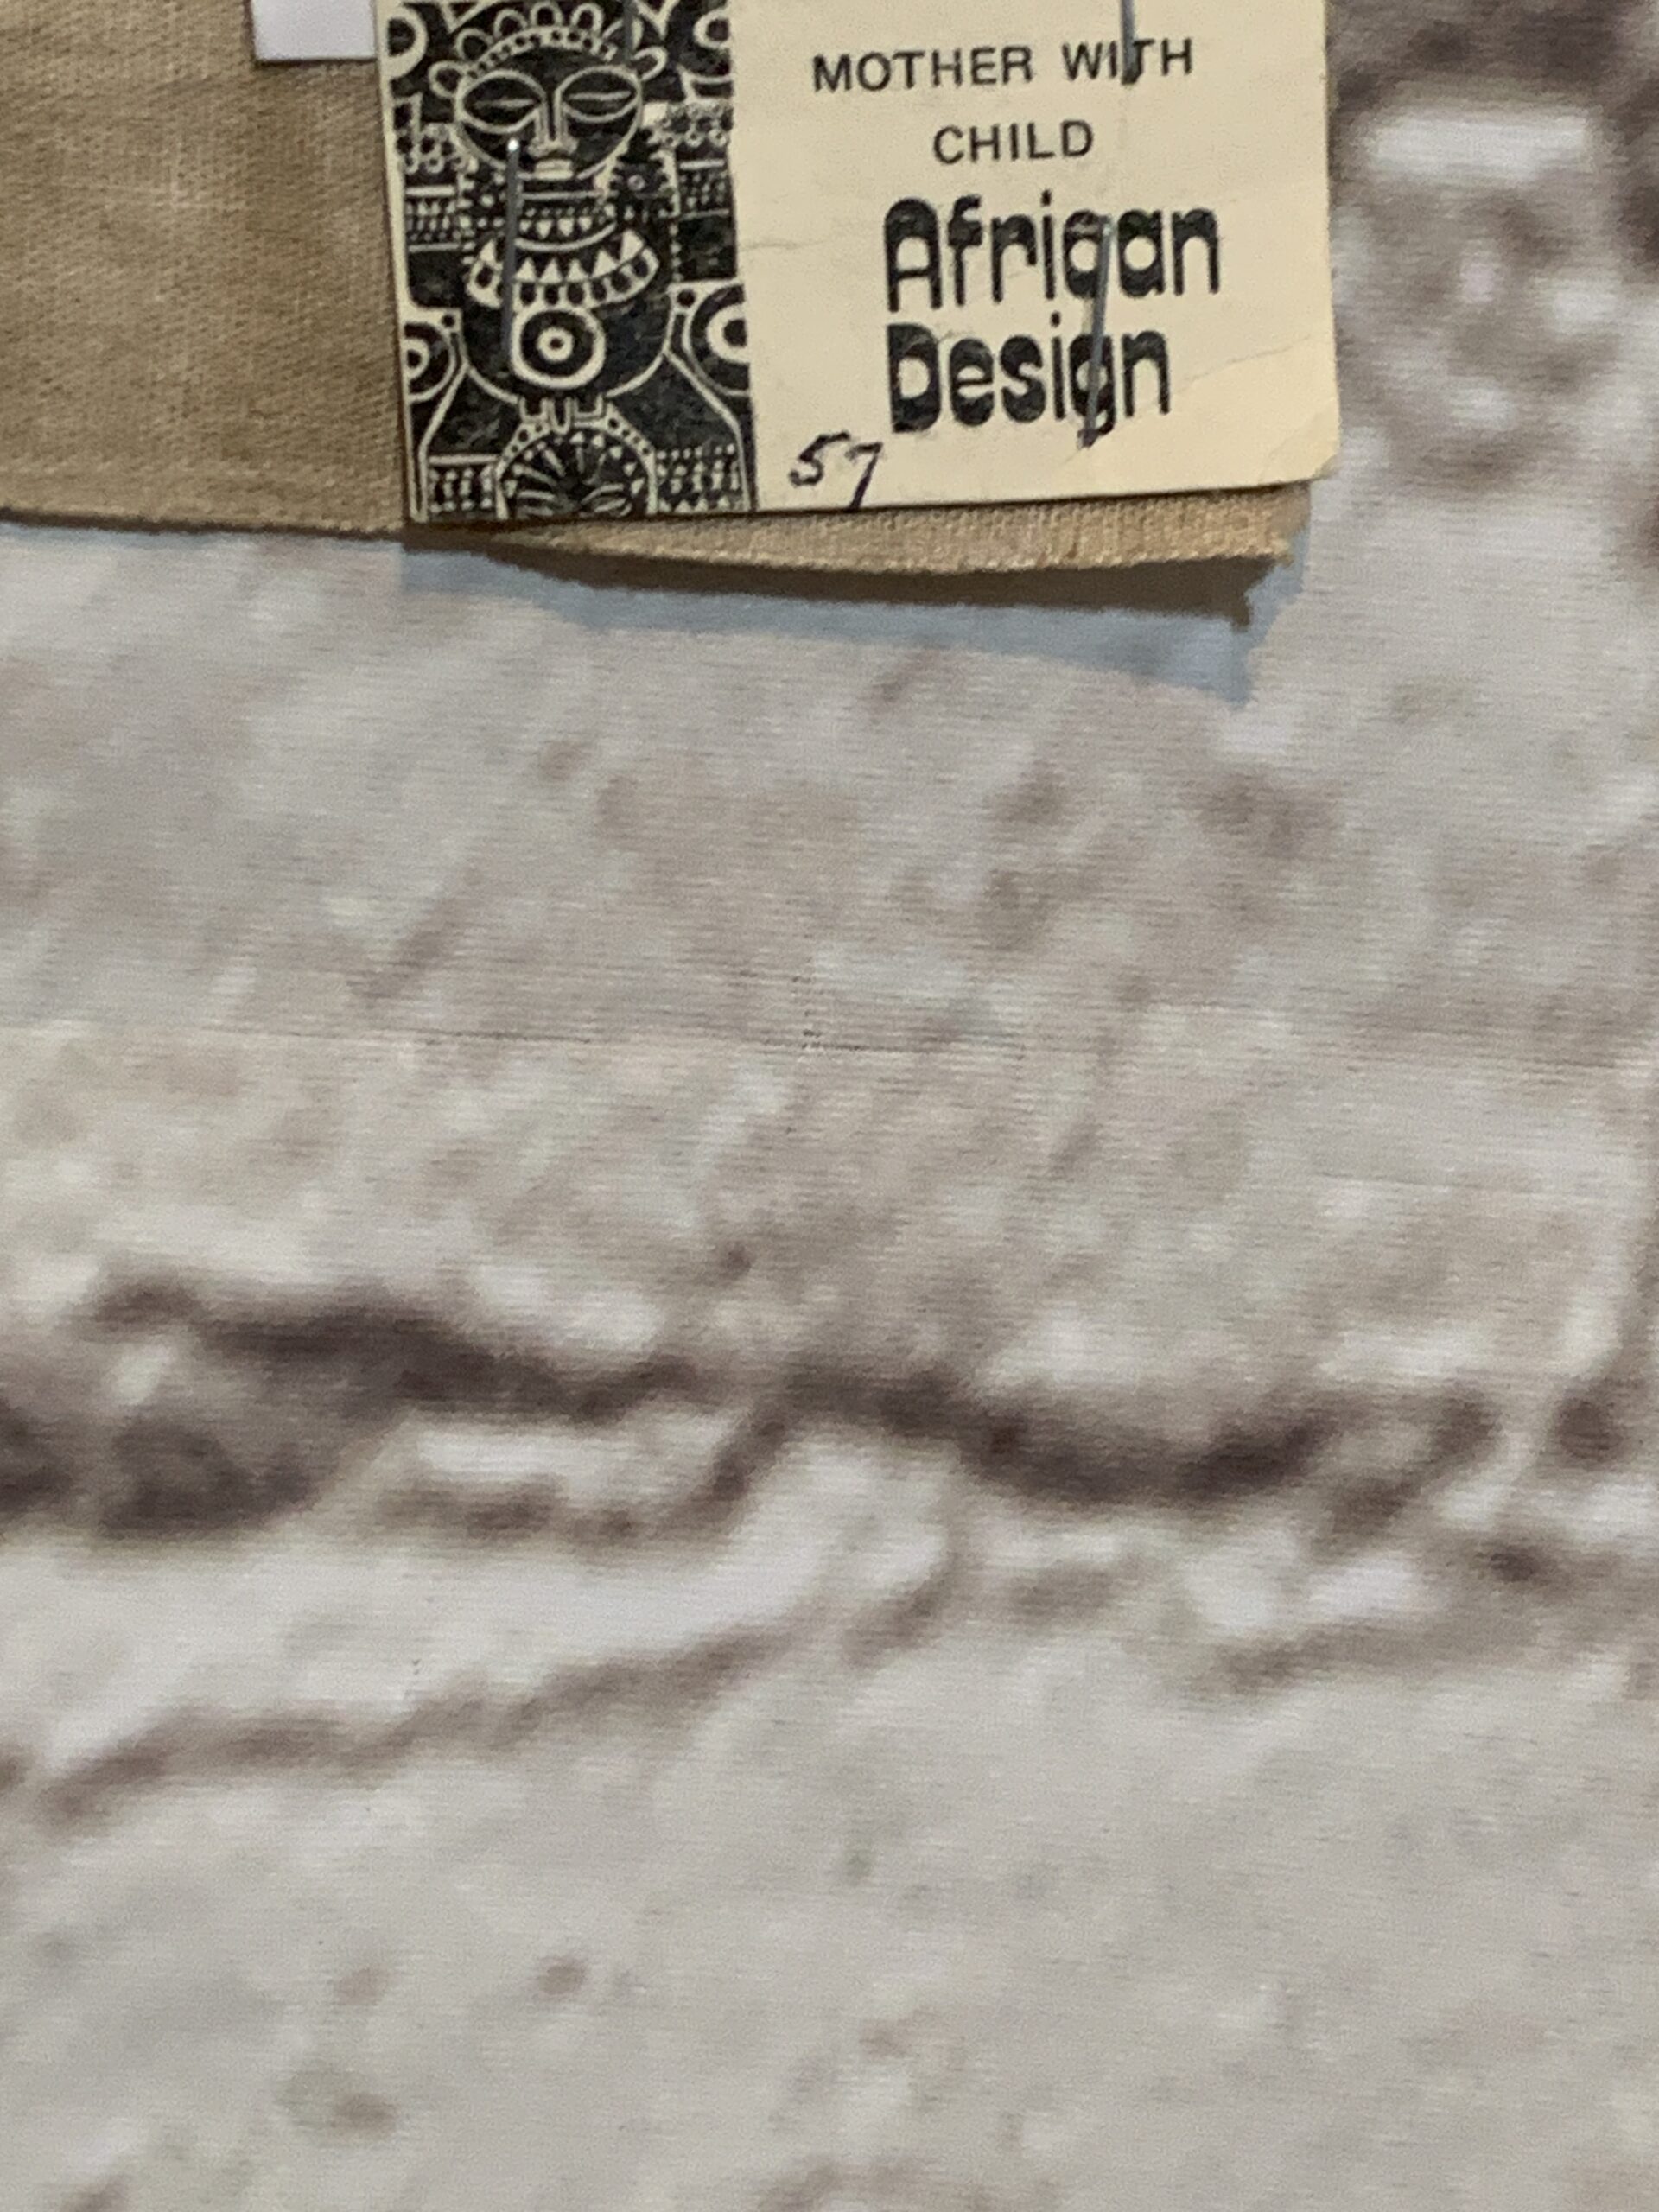 MOTHER WITH
CHILD
African
Design
57